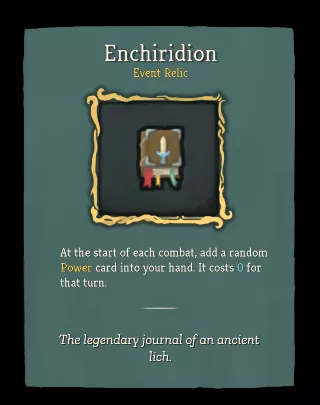 Enchiridion
Event Relic
At the start of each combat, add a random
Power card into your hand. It costs 0 for
that turn.
The legendary journal of an ancient
lich.